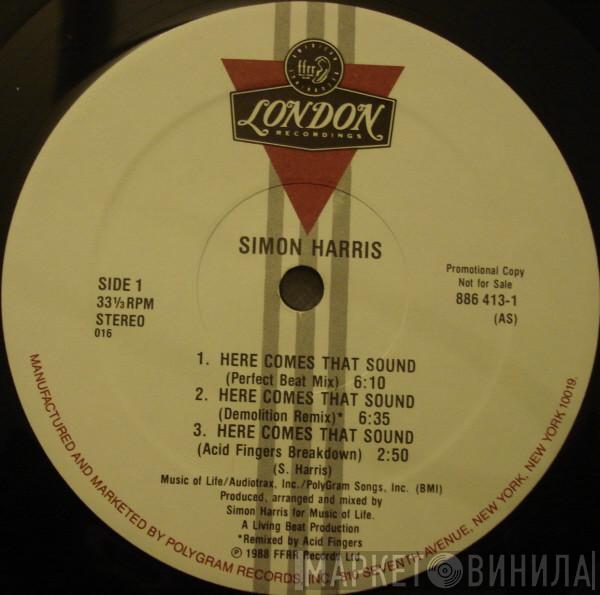 ffrr
LONDON
RECORDINGS
SIMON HARRIS
SIDE 1
33⅓ RPM
STEREO
016
Promotional Copy
Not for Sale
886 413-1
(AS)
1. HERE COMES THAT SOUND
(Perfect Beat Mix) 6:10
2. HERE COMES THAT SOUND
(Demolition Remix)* 6:35
3. HERE COMES THAT SOUND
(Acid Fingers Breakdown) 2:50
(S. Harris)
Music of Life/Audiotrax, Inc./PolyGram Songs, Inc. (BMI)
Produced, arranged and mixed by
Simon Harris for Music of Life.
A Living Beat Production
*Remixed by Acid Fingers
℗ 1988 FFRR Records Ltd.
MANUFACTURED AND MARKETED BY POLYGRAM RECORDS, INC., 810 SEVENTH AVENUE, NEW YORK, NEW YORK 10019.
МАРКЕТ ВИНИЛА